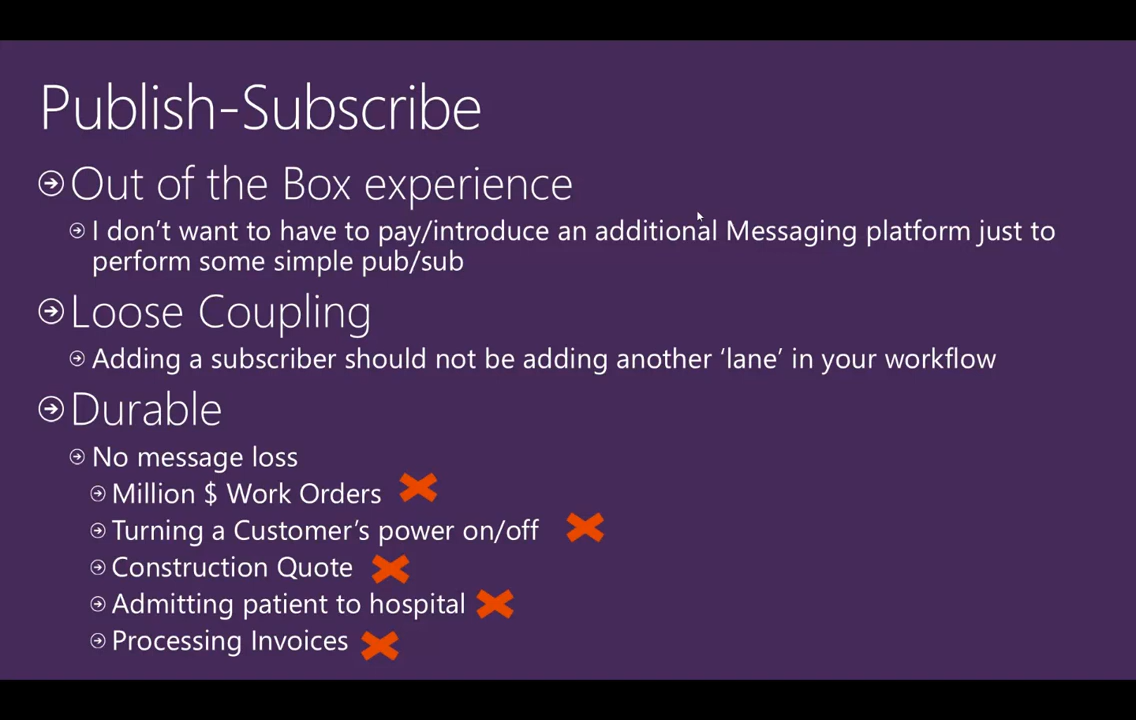 Publish-Subscribe
Out of the Box experience
I don't want to have to pay/introduce an additional Messaging platform just to
perform some simple pub/sub
Loose Coupling
Adding a subscriber should not be adding another ‘lane’ in your workflow
Durable
No message loss
Million $ Work Orders
Turning a Customer’s power on/off
Construction Quote
Admitting patient to hospital
Processing Invoices